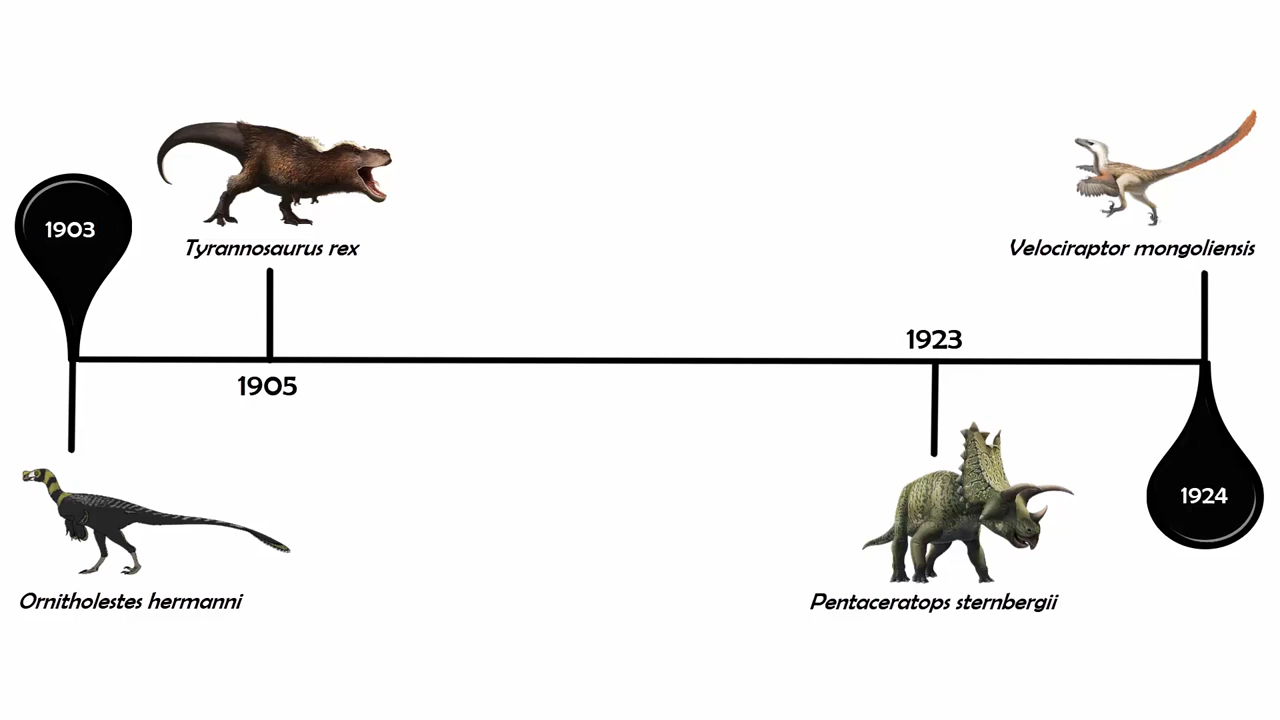 1903
Tyrannosaurus rex
1905
Ornitholestes hermanni
1923
Pentaceratops sternbergii
Velociraptor mongoliensis
1924